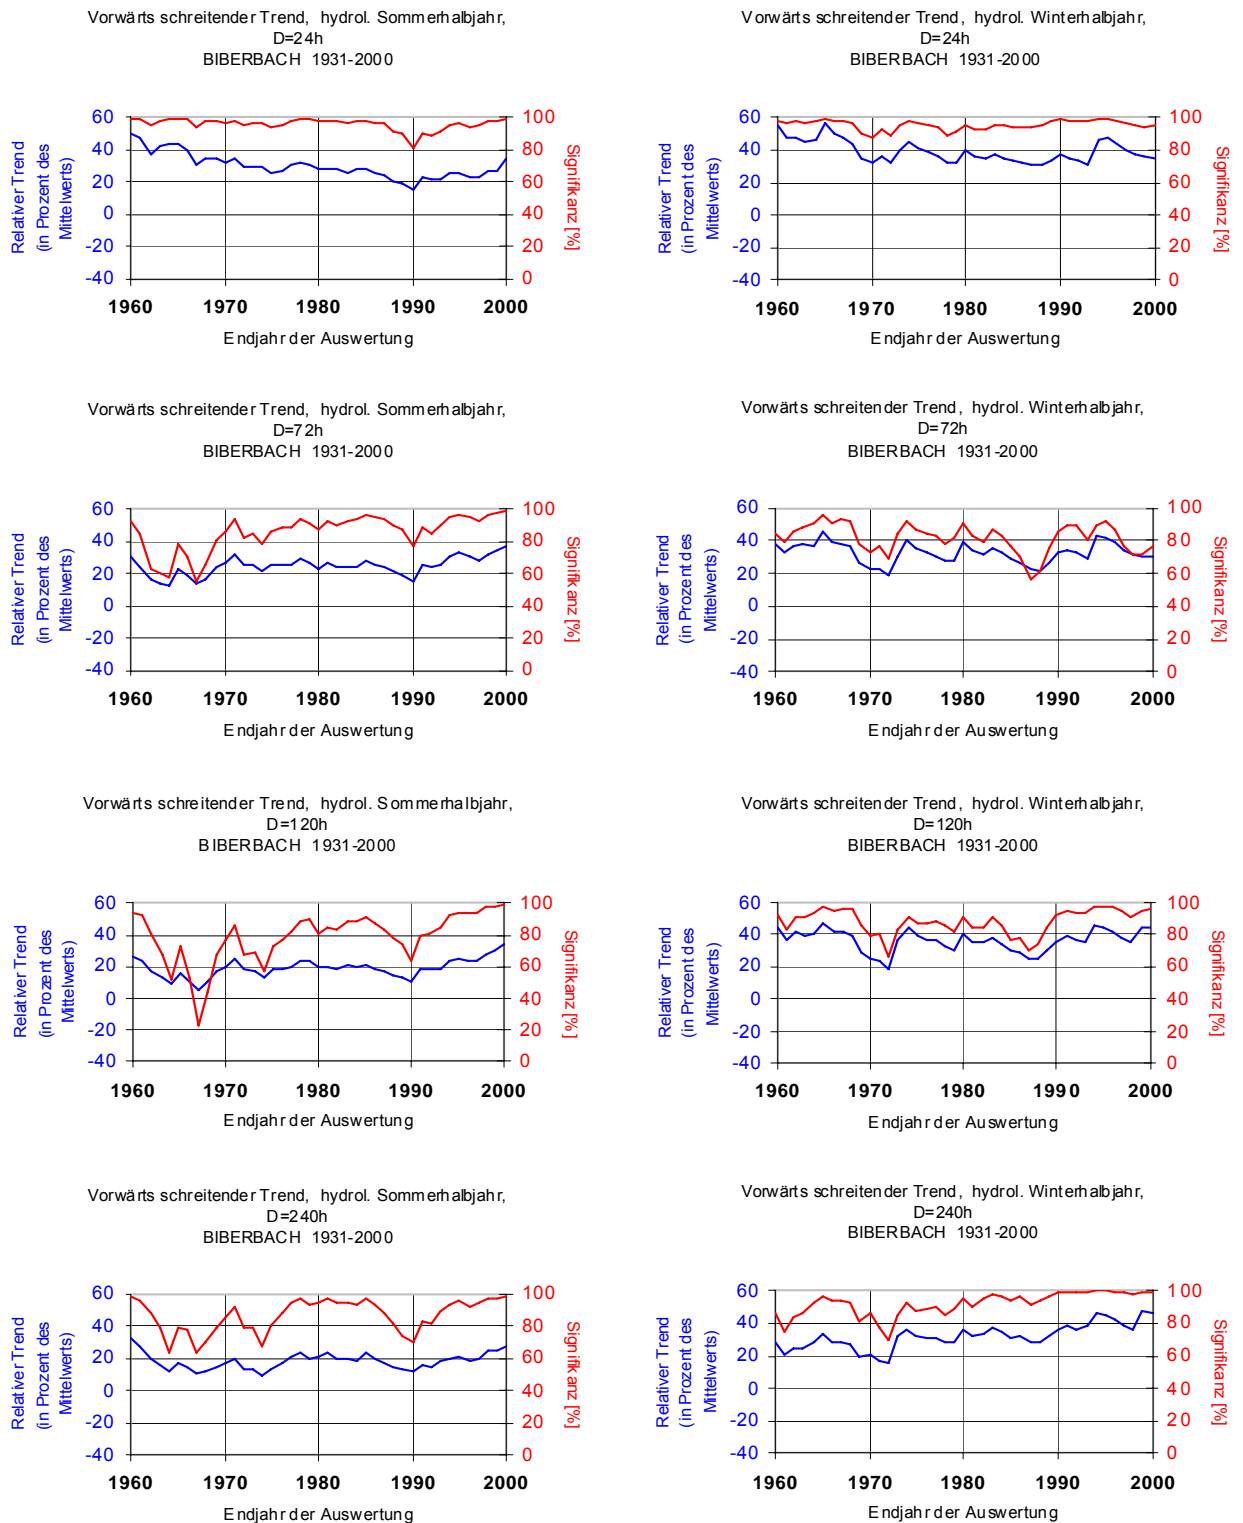 Vorwärts schreitender Trend, hydrol. Sommerhalbjahr,
D=24h
BIBERBACH 1931-2000
60
40
20
0
-20
-40
100
80
60
40
20
0
Relativer Trend
(in Prozent des
Mittelwerts)
Signifikanz [%]
1960 1970 1980 1990 2000
Endjahr der Auswertung
Vorwärts schreitender Trend, hydrol. Winterhalbjahr,
D=24h
BIBERBACH 1931-2000
60
40
20
0
-20
-40
100
80
60
40
20
0
Relativer Trend
(in Prozent des
Mittelwerts)
Signifikanz [%]
1960 1970 1980 1990 2000
Endjahr der Auswertung
Vorwärts schreitender Trend, hydrol. Sommerhalbjahr,
D=72h
BIBERBACH 1931-2000
60
40
20
0
-20
-40
100
80
60
40
20
0
Relativer Trend
(in Prozent des
Mittelwerts)
Signifikanz [%]
1960 1970 1980 1990 2000
Endjahr der Auswertung
Vorwärts schreitender Trend, hydrol. Winterhalbjahr,
D=72h
BIBERBACH 1931-2000
60
40
20
0
-20
-40
100
80
60
40
20
0
Relativer Trend
(in Prozent des
Mittelwerts)
Signifikanz [%]
1960 1970 1980 1990 2000
Endjahr der Auswertung
Vorwärts schreitender Trend, hydrol. Sommerhalbjahr,
D=120h
BIBERBACH 1931-2000
60
40
20
0
-20
-40
100
80
60
40
20
0
Relativer Trend
(in Prozent des
Mittelwerts)
Signifikanz [%]
1960 1970 1980 1990 2000
Endjahr der Auswertung
Vorwärts schreitender Trend, hydrol. Winterhalbjahr,
D=120h
BIBERBACH 1931-2000
60
40
20
0
-20
-40
100
80
60
40
20
0
Relativer Trend
(in Prozent des
Mittelwerts)
Signifikanz [%]
1960 1970 1980 1990 2000
Endjahr der Auswertung
Vorwärts schreitender Trend, hydrol. Sommerhalbjahr,
D=240h
BIBERBACH 1931-2000
60
40
20
0
-20
-40
100
80
60
40
20
0
Relativer Trend
(in Prozent des
Mittelwerts)
Signifikanz [%]
1960 1970 1980 1990 2000
Endjahr der Auswertung
Vorwärts schreitender Trend, hydrol. Winterhalbjahr,
D=240h
BIBERBACH 1931-2000
60
40
20
0
-20
-40
100
80
60
40
20
0
Relativer Trend
(in Prozent des
Mittelwerts)
Signifikanz [%]
1960 1970 1980 1990 2000
Endjahr der Auswertung